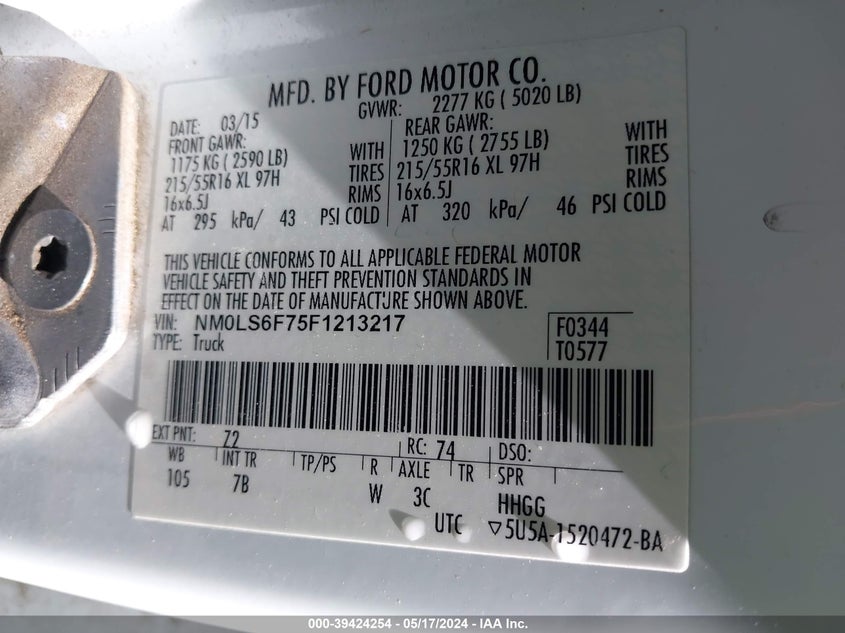 MFD. BY FORD MOTOR CO.
DATE: 03/15 GVWR: 2277 KG ( 5020 LB)
FRONT GAWR: REAR GAWR:
1175 KG ( 2590 LB) WITH 1250 KG ( 2755 LB) WITH
215/55R16 XL 97H TIRES 215/55R16 XL 97H TIRES
16x6.5J RIMS 16x6.5J RIMS
AT 295 kPa/ 43 PSI COLD AT 320 kPa/ 46 PSI COLD
THIS VEHICLE CONFORMS TO ALL APPLICABLE FEDERAL MOTOR
VEHICLE SAFETY AND THEFT PREVENTION STANDARDS IN
EFFECT ON THE DATE OF MANUFACTURE SHOWN ABOVE.
VIN: NM0LS6F75F1213217 F0344
TYPE: Truck T0577
EXT PNT: Z2 RC: 74 DSO:
WB INT TR TP/PS R AXLE TR SPR
105 7B W 3C HHGG
UTC ▽5U5A-1520472-BA
000-39424254 - 05/17/2024 - IAA Inc.